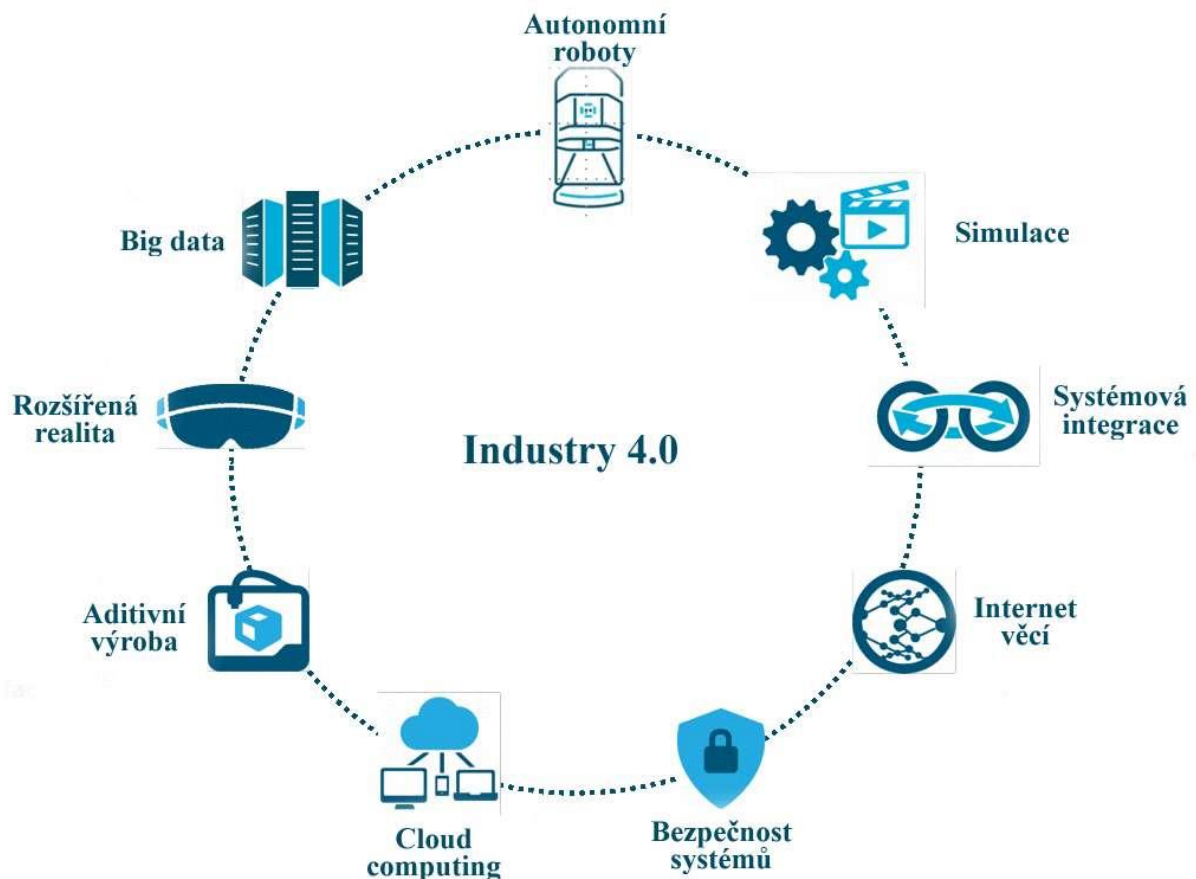 Autonomní
roboty
Simulace
Systémová
integrace
Internet
věcí
Bezpečnost
systémů
Cloud
computing
Aditivní
výroba
Rozšířená
realita
Big data
Industry 4.0